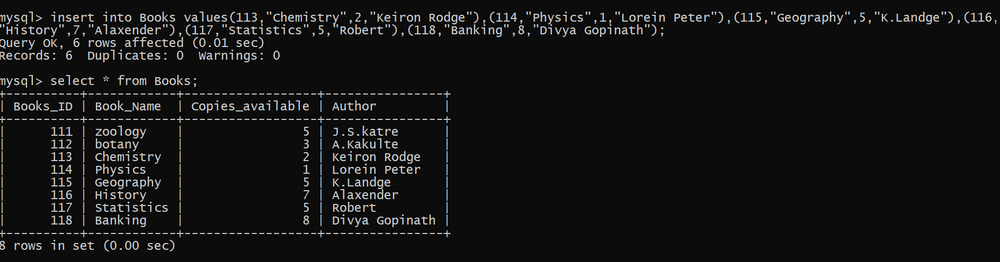 mysql> insert into Books values(113,"Chemistry",2,"Keiron Rodge"),(114,"Physics",1,"Lorein Peter"),(115,"Geography",5,"K.Landge"),(116,
"History",7,"Alaxender"),(117,"Statistics",5,"Robert"),(118,"Banking",8,"Divya Gopinath");
Query OK, 6 rows affected (0.01 sec)
Records: 6  Duplicates: 0  Warnings: 0
mysql> select * from Books;
+----------+------------+------------------+----------------+
| Books_ID | Book_Name  | Copies_available | Author         |
+----------+------------+------------------+----------------+
|      111 | zoology    |                5 | J.S.katre      |
|      112 | botany     |                3 | A.Kakulte      |
|      113 | Chemistry  |                2 | Keiron Rodge   |
|      114 | Physics    |                1 | Lorein Peter   |
|      115 | Geography  |                5 | K.Landge       |
|      116 | History    |                7 | Alaxender      |
|      117 | Statistics |                5 | Robert         |
|      118 | Banking    |                8 | Divya Gopinath |
+----------+------------+------------------+----------------+
8 rows in set (0.00 sec)